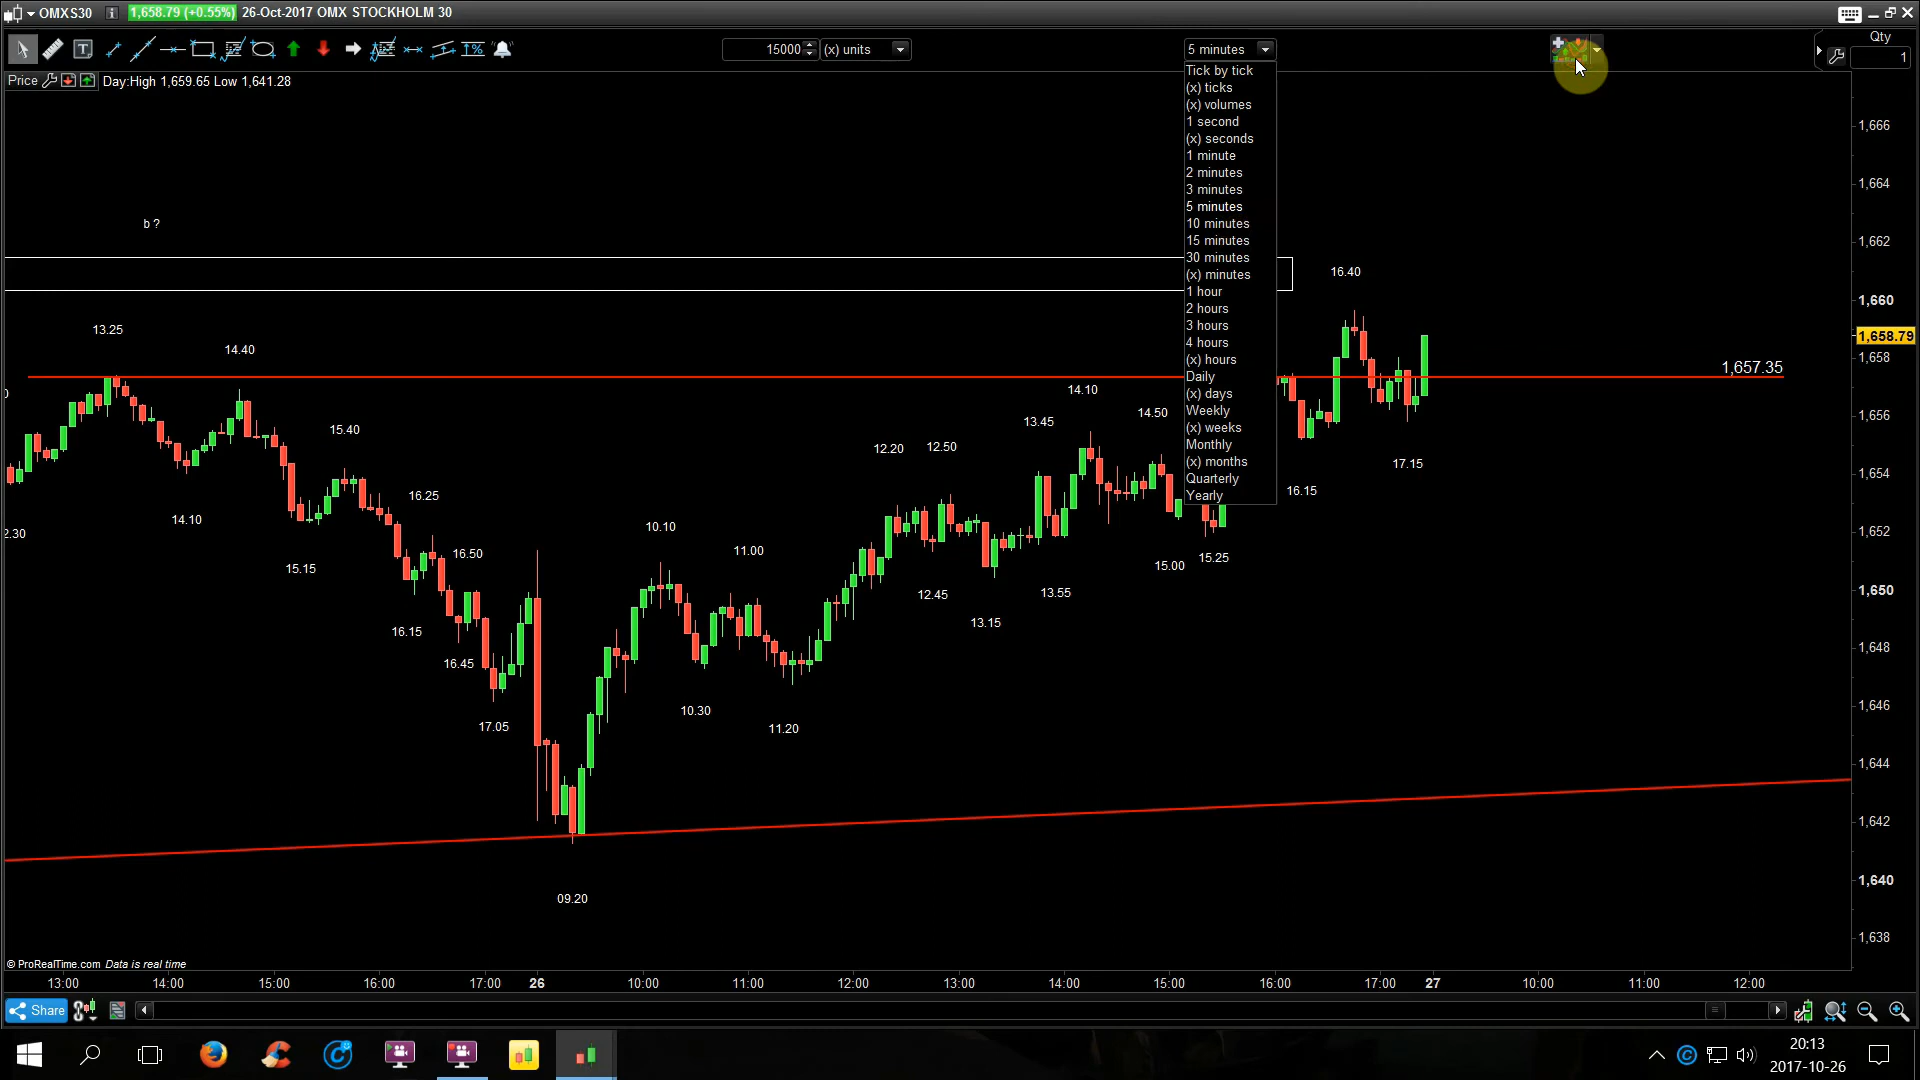 OMXS30 1,658.79 (+0.55%) 26-Oct-2017 OMX STOCKHOLM 30
15000 (x) units 5 minutes Qty
1
Price Day:High 1,659.65 Low 1,641.28
Tick by tick
(x) ticks
(x) volumes
1 second
(x) seconds
1 minute
2 minutes
3 minutes
5 minutes
10 minutes
15 minutes
30 minutes
(x) minutes
1 hour
2 hours
3 hours
4 hours
(x) hours
Daily
(x) days
Weekly
(x) weeks
Monthly
(x) months
Quarterly
Yearly
b ?
13.25
14.40
15.40
16.25
14.10
2.30
15.15
16.50
16.15
16.45
17.05
09.20
10.10
11.00
10.30
11.20
12.20
12.50
12.45
13.15
13.45
13.55
14.10
14.50
15.00
15.25
16.15
16.40
17.15
1,657.35
1,666
1,664
1,662
1,660
1,658.79
1,658
1,656
1,654
1,652
1,650
1,648
1,646
1,644
1,642
1,640
1,638
© ProRealTime.com Data is real time
13:00 14:00 15:00 16:00 17:00 26 10:00 11:00 12:00 13:00 14:00 15:00 16:00 17:00 27 10:00 11:00 12:00
Share
20:13
2017-10-26